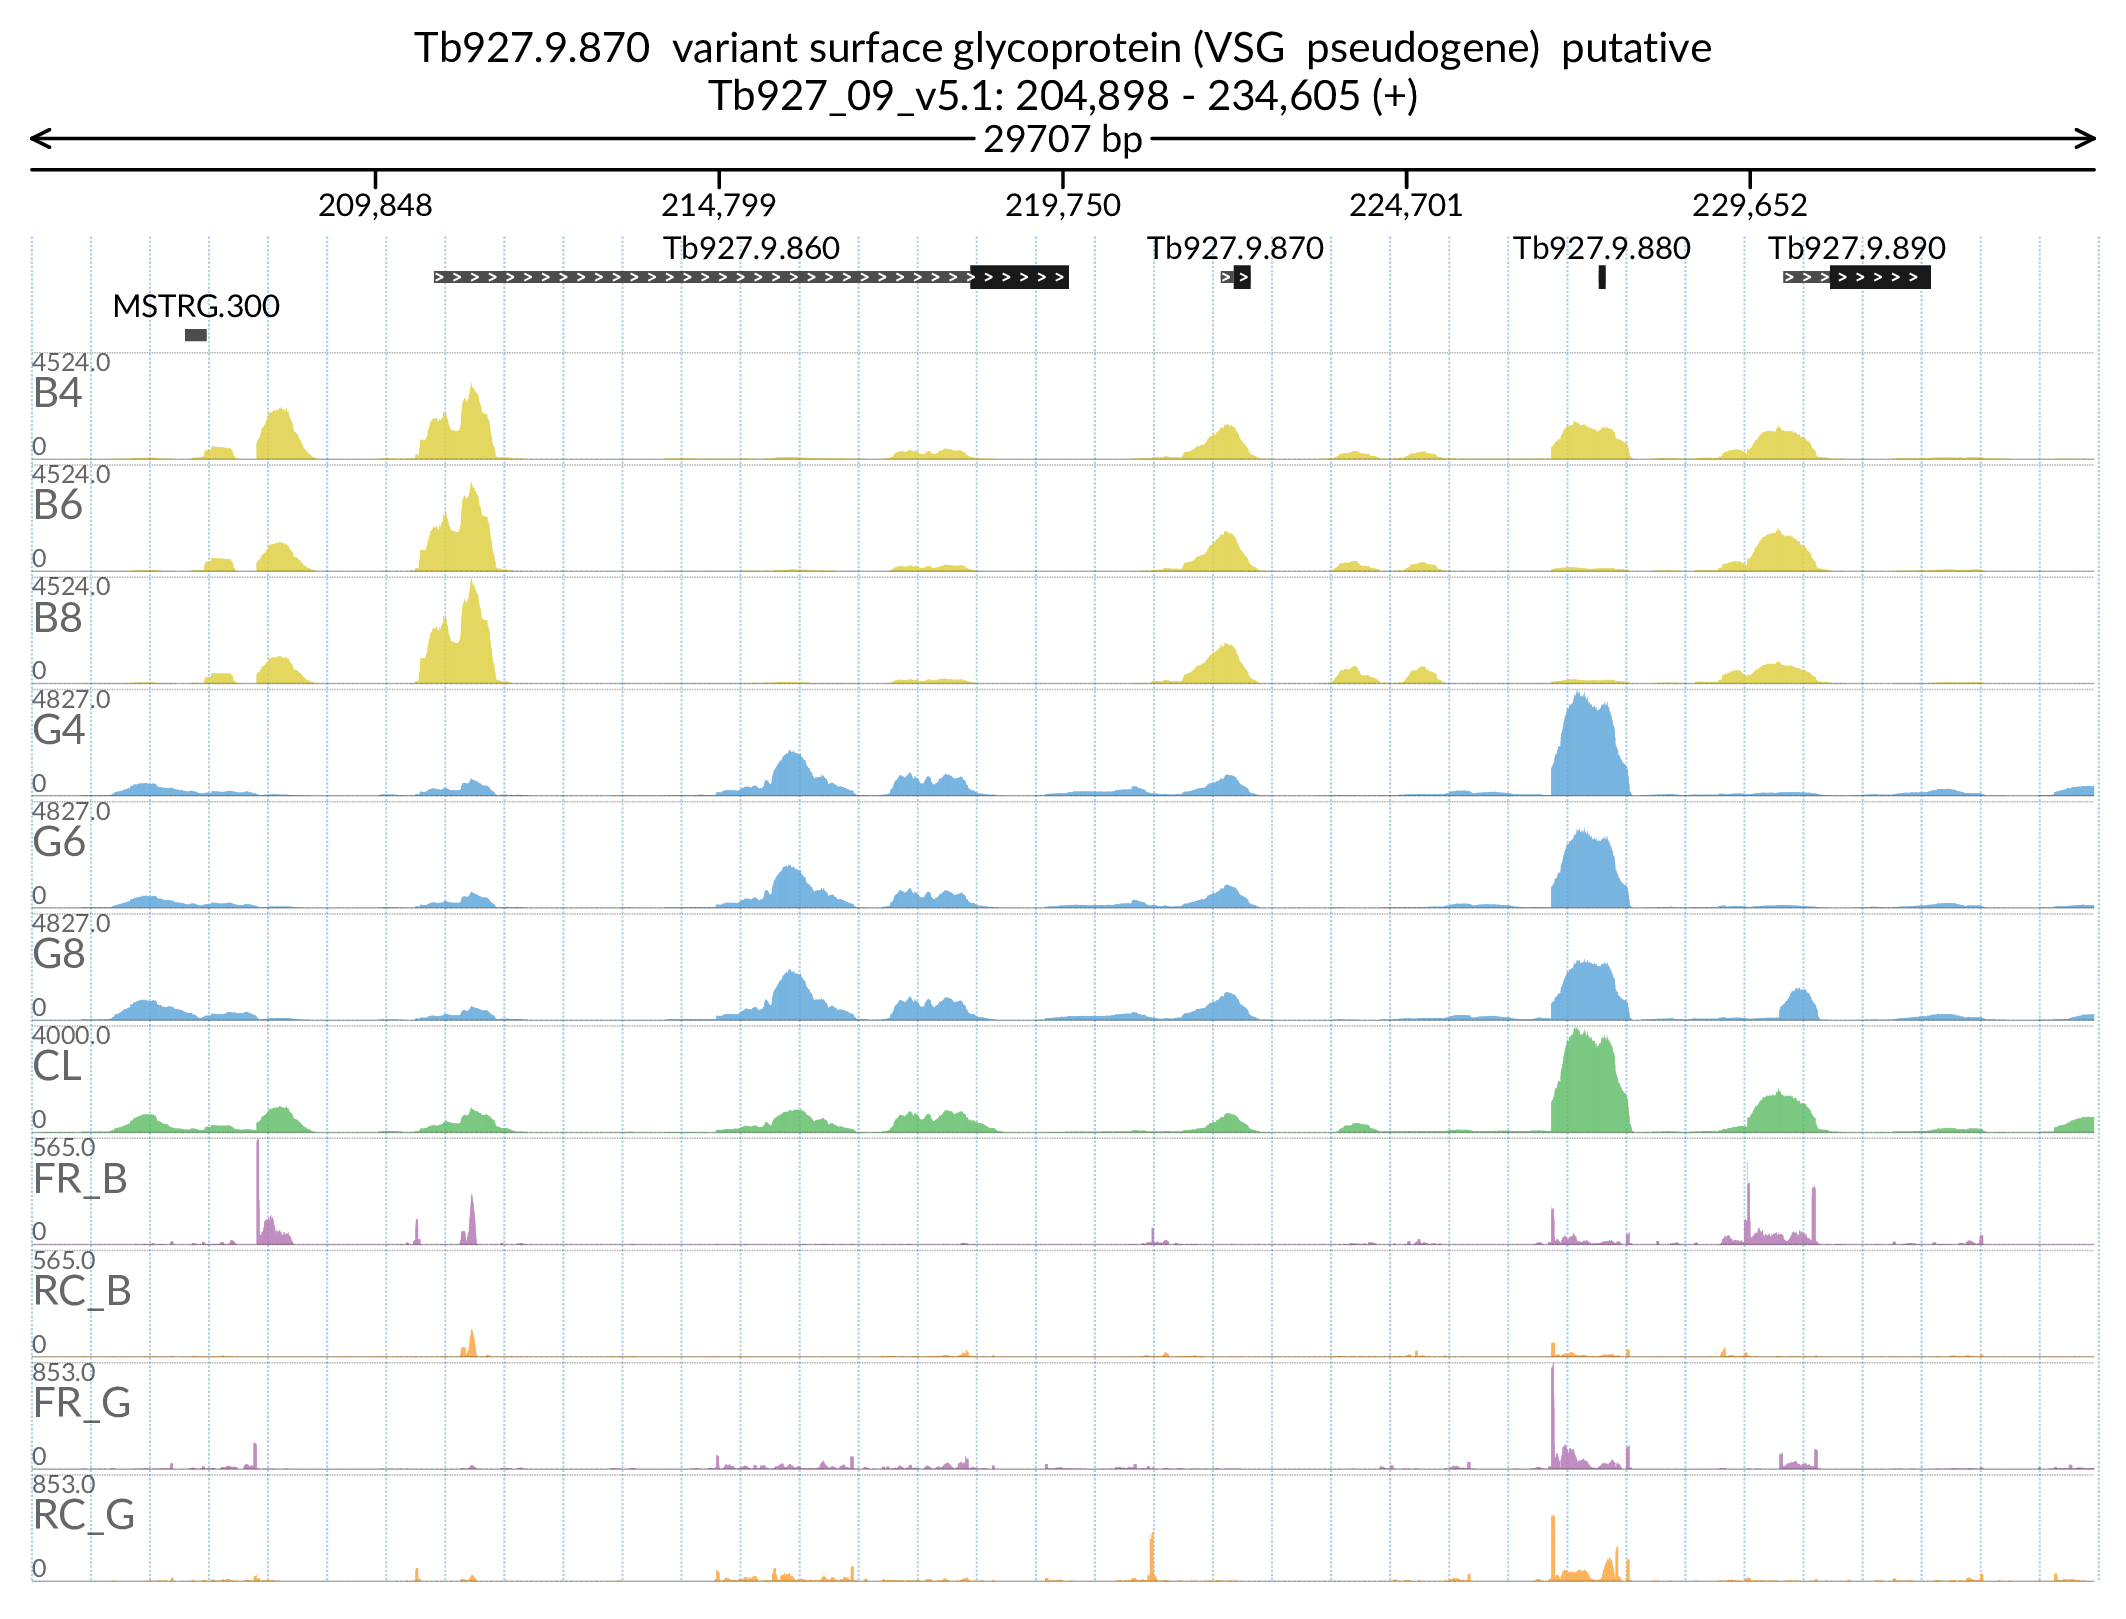 Tb927.9.870 variant surface glycoprotein (VSG pseudogene) putative
Tb927_09_v5.1: 204,898 - 234,605 (+)
29707 bp
209,848 214,799 219,750 224,701 229,652
Tb927.9.860 Tb927.9.870 Tb927.9.880 Tb927.9.890
MSTRG.300
4524.0
B4
0
4524.0
B6
0
4524.0
B8
0
4827.0
G4
0
4827.0
G6
0
4827.0
G8
0
4000.0
CL
0
565.0
FR_B
0
565.0
RC_B
0
853.0
FR_G
0
853.0
RC_G
0